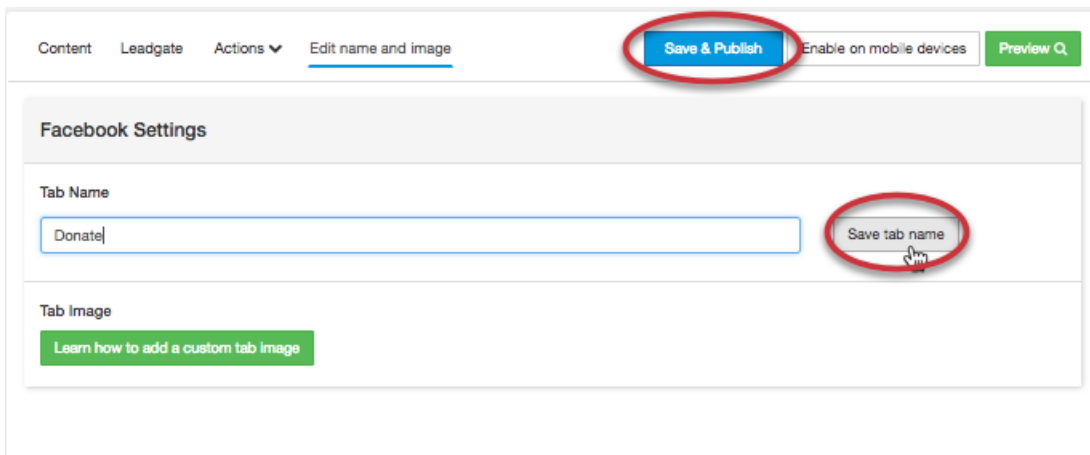 Content Leadgate Actions Edit name and image Save & Publish Enable on mobile devices Preview
Facebook Settings
Tab Name
Donate Save tab name
Tab Image
Learn how to add a custom tab image